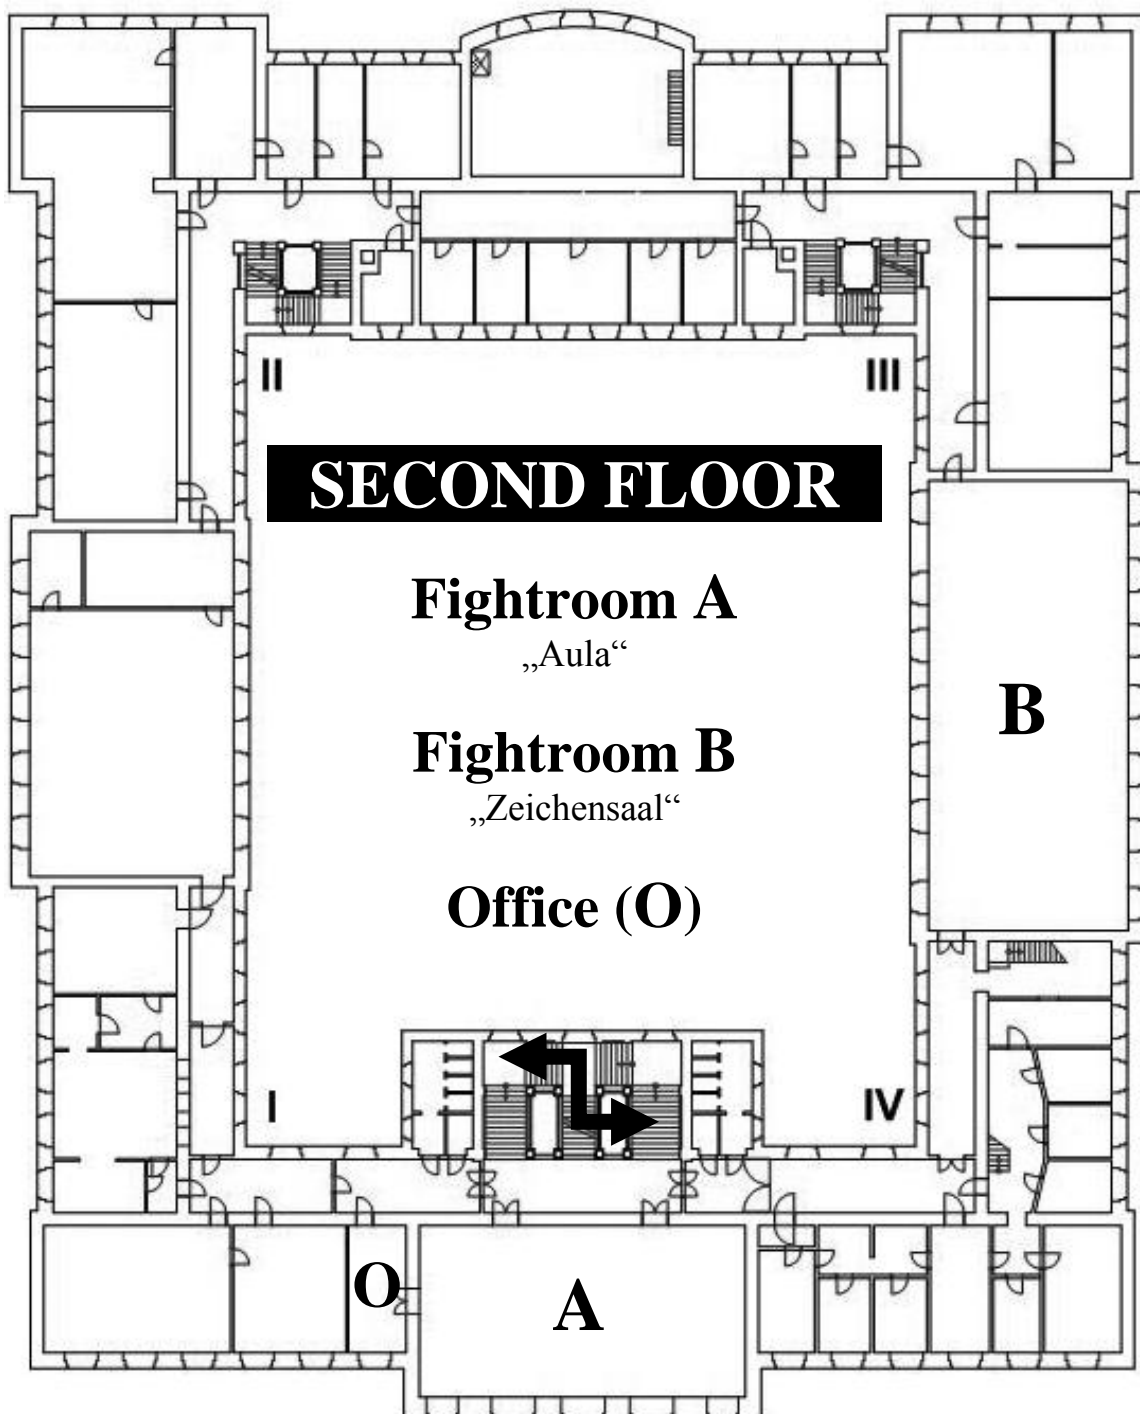 II
III
SECOND FLOOR
Fightroom A
„Aula“
B
Fightroom B
„Zeichensaal“
Office (O)
I
IV
O
A